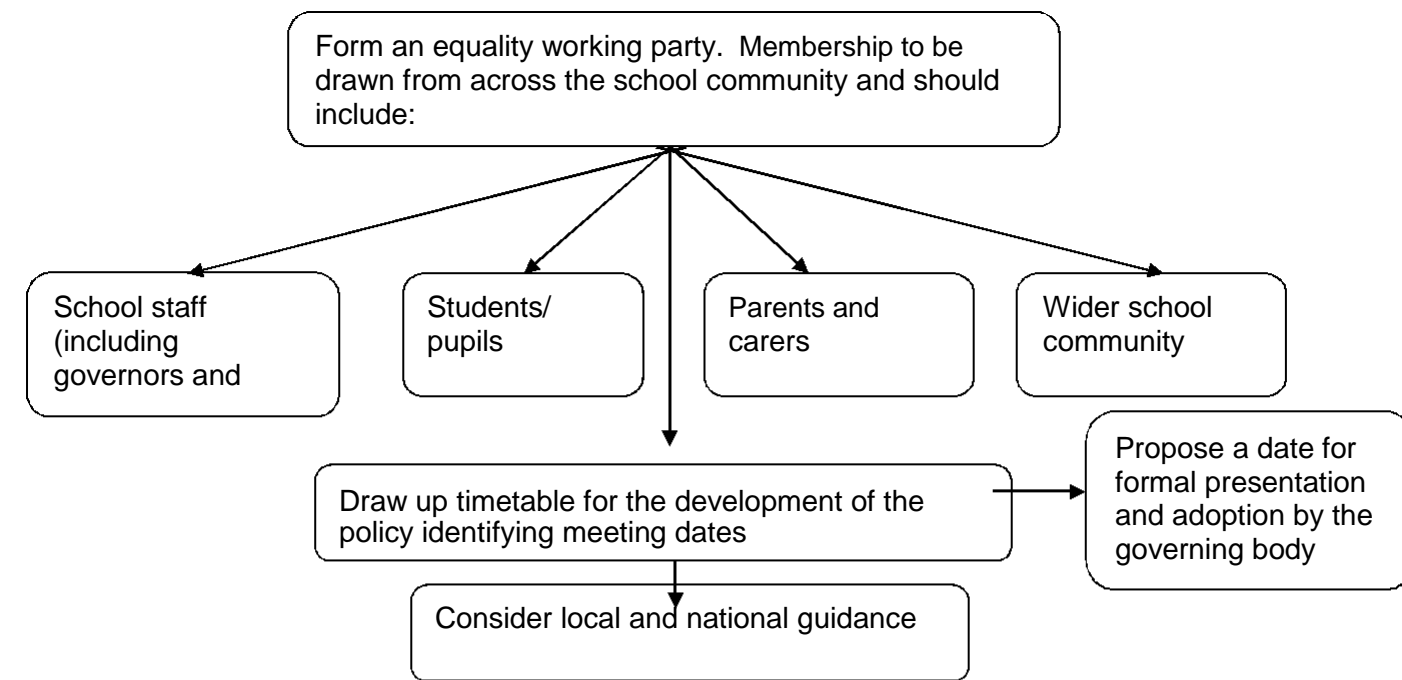 Form an equality working party.  Membership to be
drawn from across the school community and should
include:
School staff
(including
governors and
Students/
pupils
Parents and
carers
Wider school
community
Draw up timetable for the development of the
policy identifying meeting dates
Propose a date for
formal presentation
and adoption by the
governing body
Consider local and national guidance